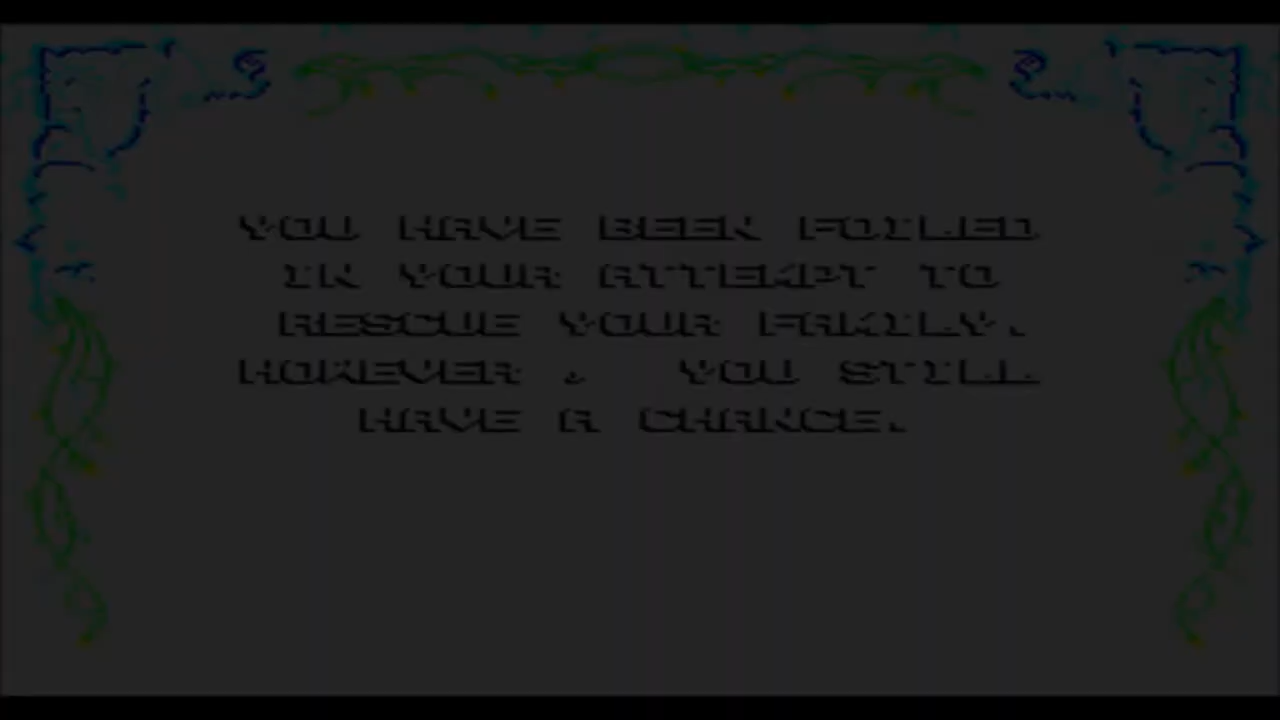 YOU HAVE BEEN FOILED
IN YOUR ATTEMPT TO
RESCUE YOUR FAMILY.
HOWEVER , YOU STILL
HAVE A CHANCE.